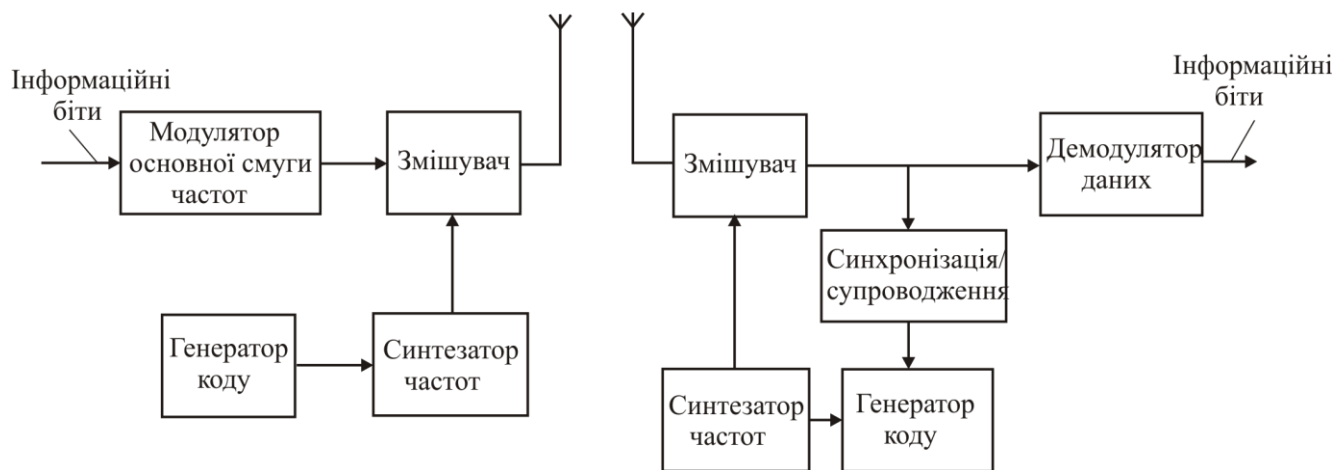 Інформаційні
біти
Модулятор
основної смуги
частот
Змішувач
Генератор
коду
Синтезатор
частот
Змішувач
Демодулятор
даних
Інформаційні
біти
Синхронізація/
супроводження
Синтезатор
частот
Генератор
коду